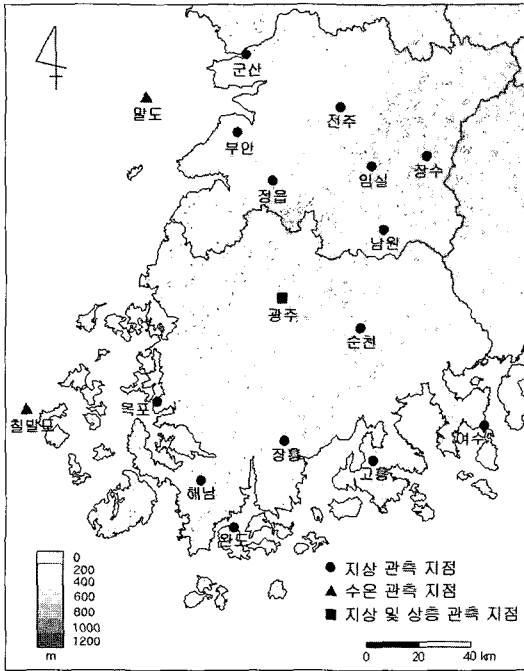 군산
말도
전주
부안
장수
임실
정읍
남원
광주
순천
목포
칠발도
여수
장흥
고흥
해남
완도
0
200
400
600
800
1000
1200
m
지상 관측 지점
수온 관측 지점
지상 및 상층 관측 지점
0 20 40 km